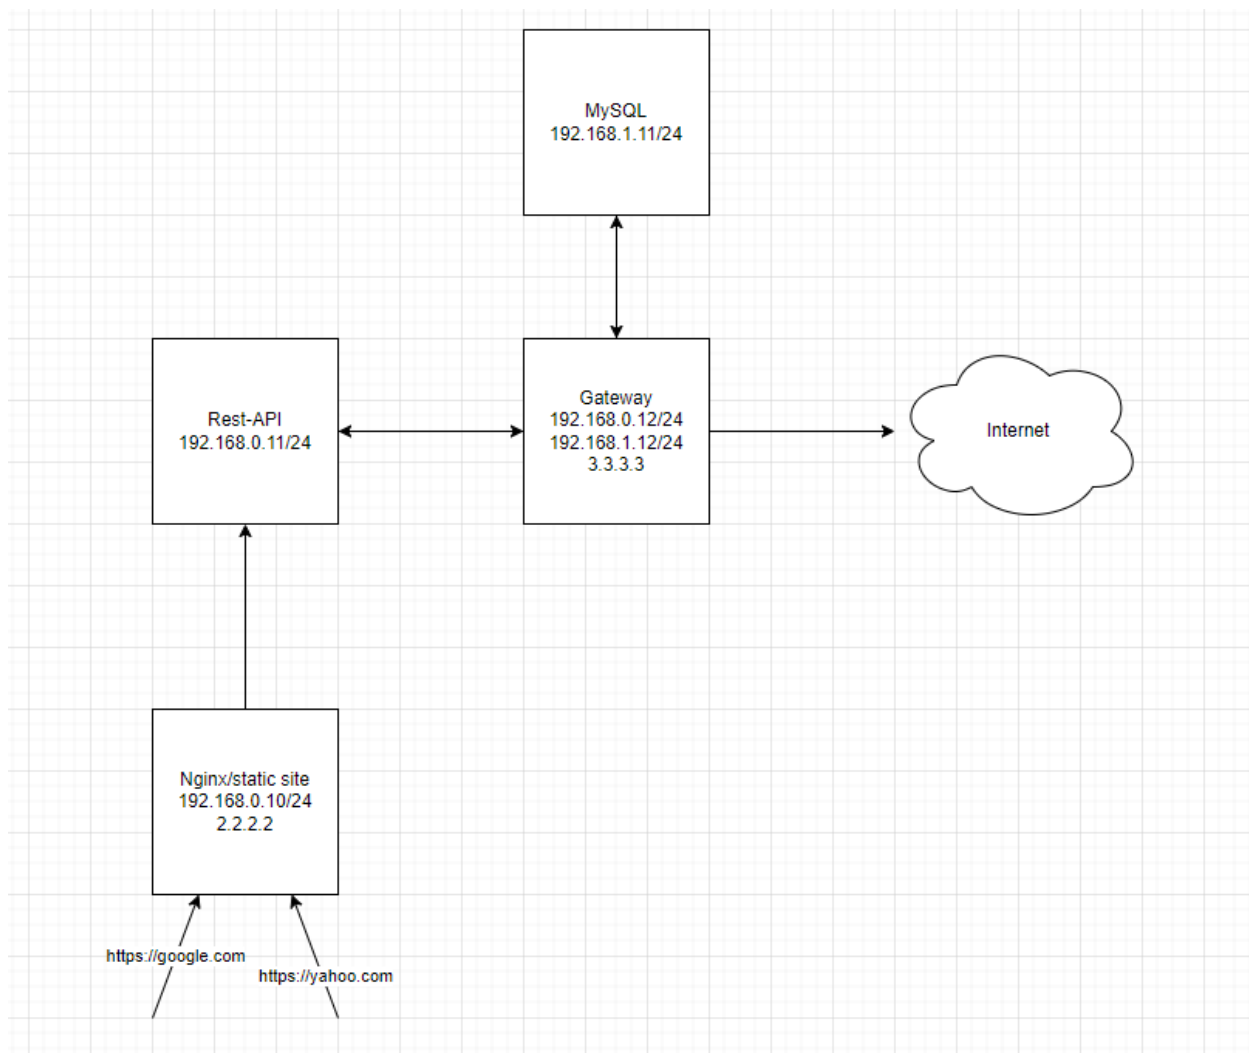 MySQL
192.168.1.11/24
Rest-API
192.168.0.11/24
Gateway
192.168.0.12/24
192.168.1.12/24
3.3.3.3
Internet
Nginx/static site
192.168.0.10/24
2.2.2.2
https://google.com
https://yahoo.com